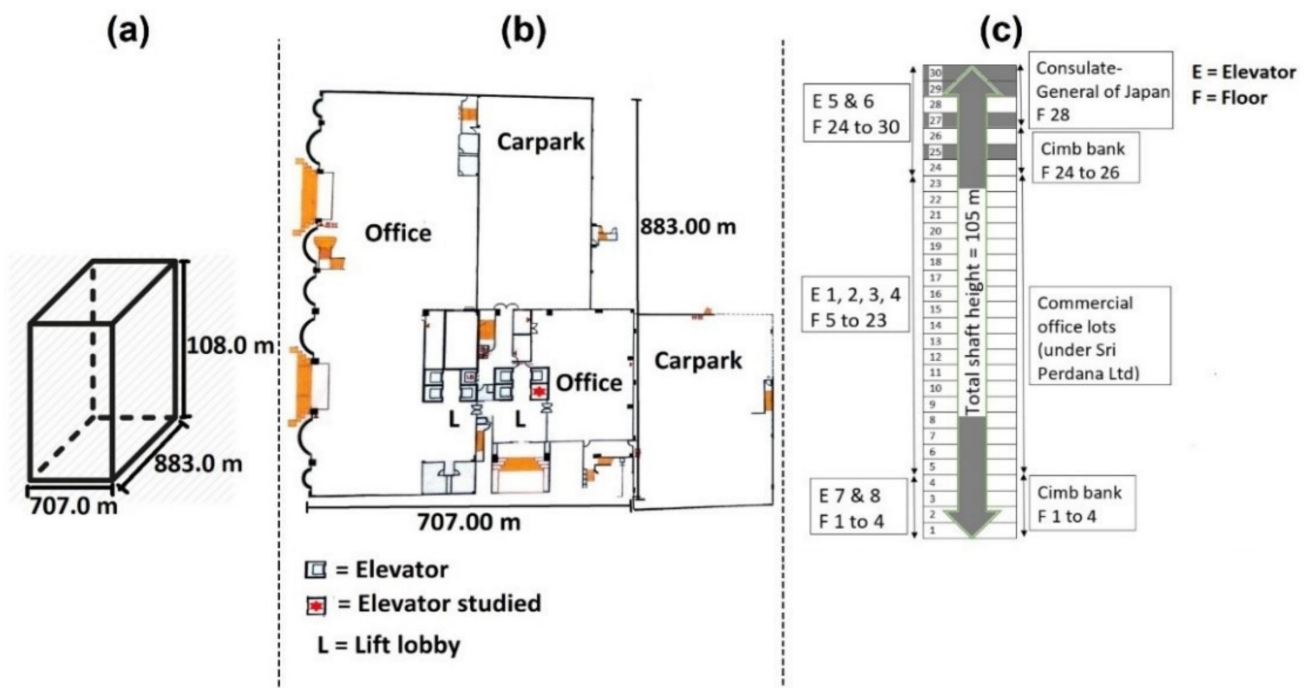 (a)
108.0 m
883.0 m
707.0 m
(b)
Carpark
Office
883.00 m
Office
Carpark
L
L
707.00 m
= Elevator
= Elevator studied
L = Lift lobby
(c)
E = Elevator
F = Floor
E 5 & 6
F 24 to 30
E 1, 2, 3, 4
F 5 to 23
E 7 & 8
F 1 to 4
30
29
28
27
26
25
24
23
22
21
20
19
18
17
16
15
14
13
12
11
10
9
8
7
6
5
4
3
2
1
Total shaft height = 105 m
Consulate-
General of Japan
F 28
Cimb bank
F 24 to 26
Commercial
office lots
(under Sri
Perdana Ltd)
Cimb bank
F 1 to 4